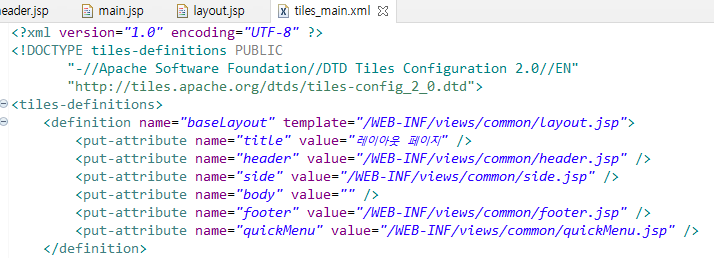 header.jsp main.jsp layout.jsp tiles_main.xml
<?xml version="1.0" encoding="UTF-8" ?>
<!DOCTYPE tiles-definitions PUBLIC
"-//Apache Software Foundation//DTD Tiles Configuration 2.0//EN"
"http://tiles.apache.org/dtds/tiles-config_2_0.dtd">
<tiles-definitions>
<definition name="baseLayout" template="/WEB-INF/views/common/layout.jsp">
<put-attribute name="title" value="레이아웃 페이지" />
<put-attribute name="header" value="/WEB-INF/views/common/header.jsp" />
<put-attribute name="side" value="/WEB-INF/views/common/side.jsp" />
<put-attribute name="body" value="" />
<put-attribute name="footer" value="/WEB-INF/views/common/footer.jsp" />
<put-attribute name="quickMenu" value="/WEB-INF/views/common/quickMenu.jsp" />
</definition>